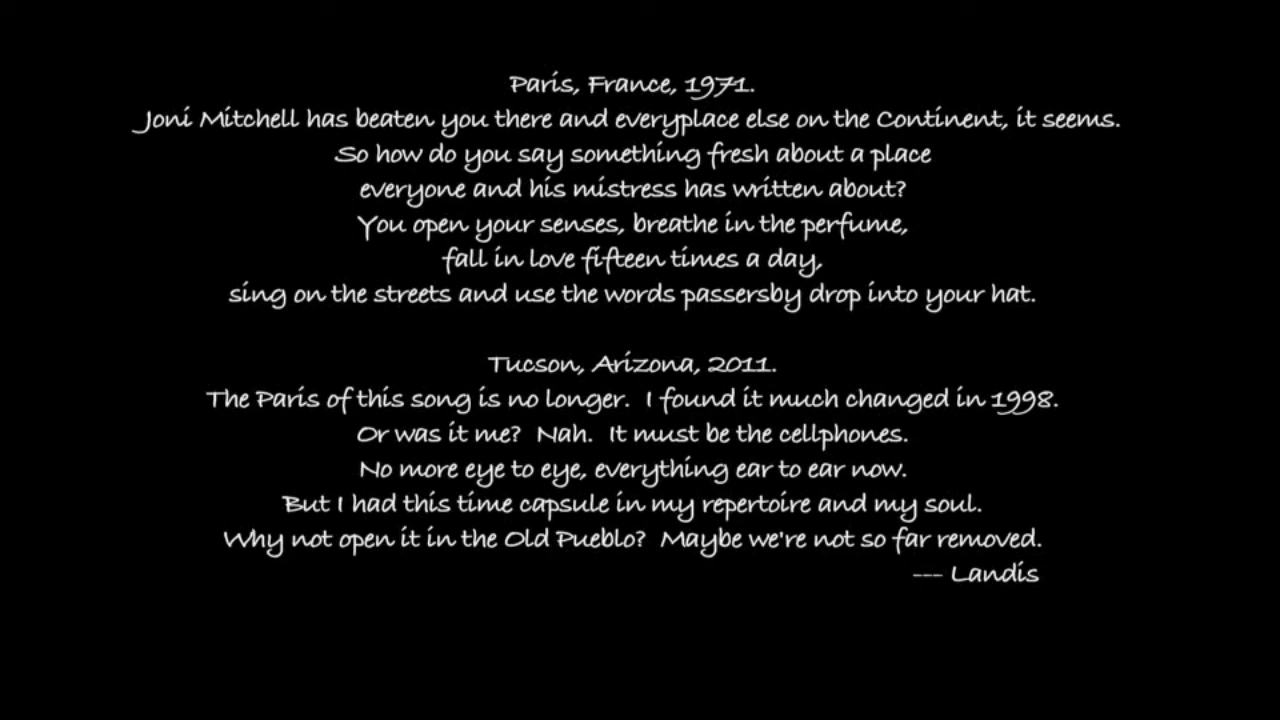 Paris, France, 1971.
Joni Mitchell has beaten you there and everyplace else on the Continent, it seems.
So how do you say something fresh about a place
everyone and his mistress has written about?
You open your senses, breathe in the perfume,
fall in love fifteen times a day,
sing on the streets and use the words passersby drop into your hat.
Tucson, Arizona, 2011.
The Paris of this song is no longer.  I found it much changed in 1998.
Or was it me?  Nah.  It must be the cellphones.
No more eye to eye, everything ear to ear now.
But I had this time capsule in my repertoire and my soul.
Why not open it in the Old Pueblo?  Maybe we're not so far removed.
--- Landis